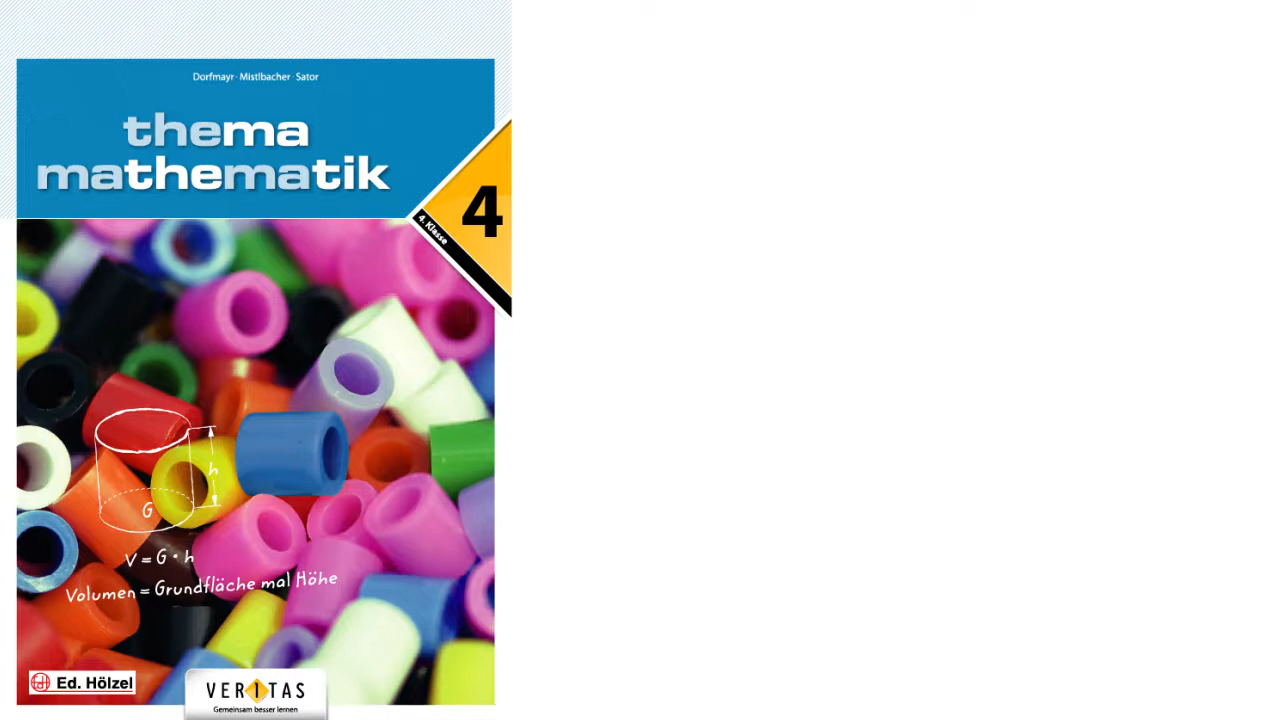 Dorfmayr · Mistlbacher · Sator
thema
mathematik
4
4. Klasse
h
G
V = G · h
Volumen = Grundfläche mal Höhe
Ed. Hölzel
VERITAS
Gemeinsam besser lernen